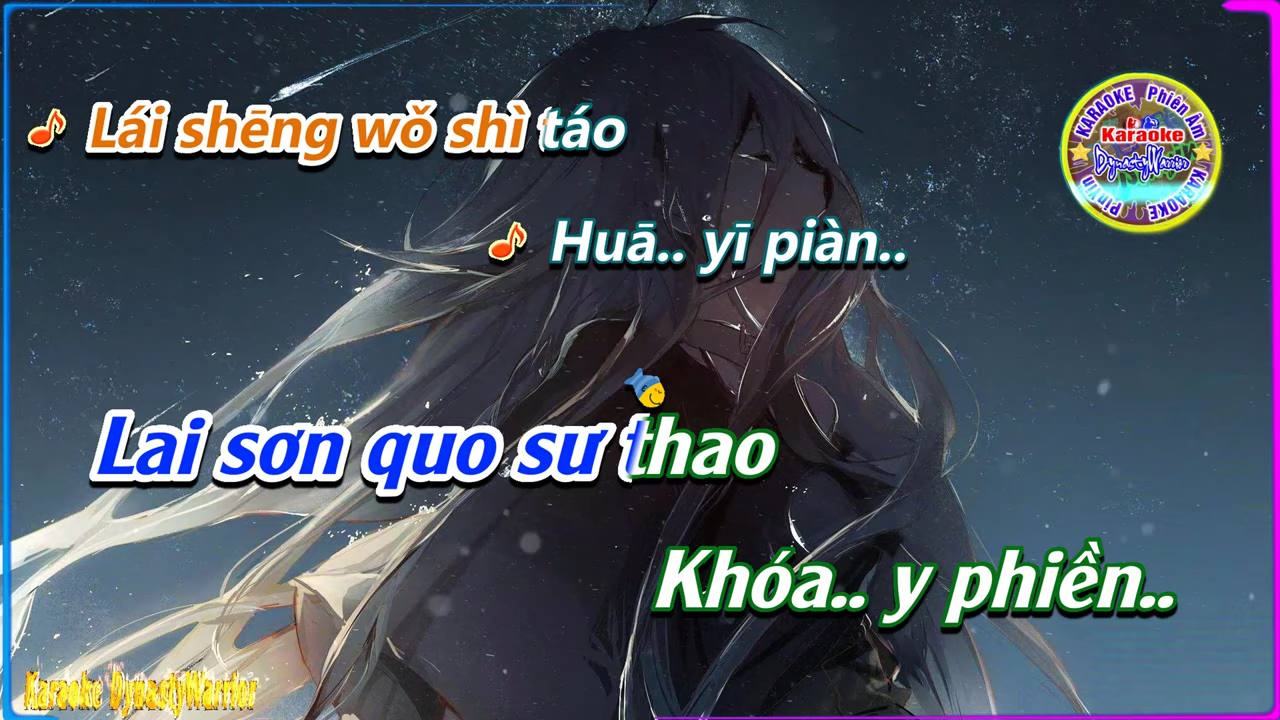 Lái shēng wǒ shì táo
Huā.. yī piàn..
Lai sơn quo sư thao
Khóa.. y phiền..
KARAOKE Phiên Âm KARAOKE PinYin
Karaoke
DynastyWarrior
Karaoke DynastyWarrior